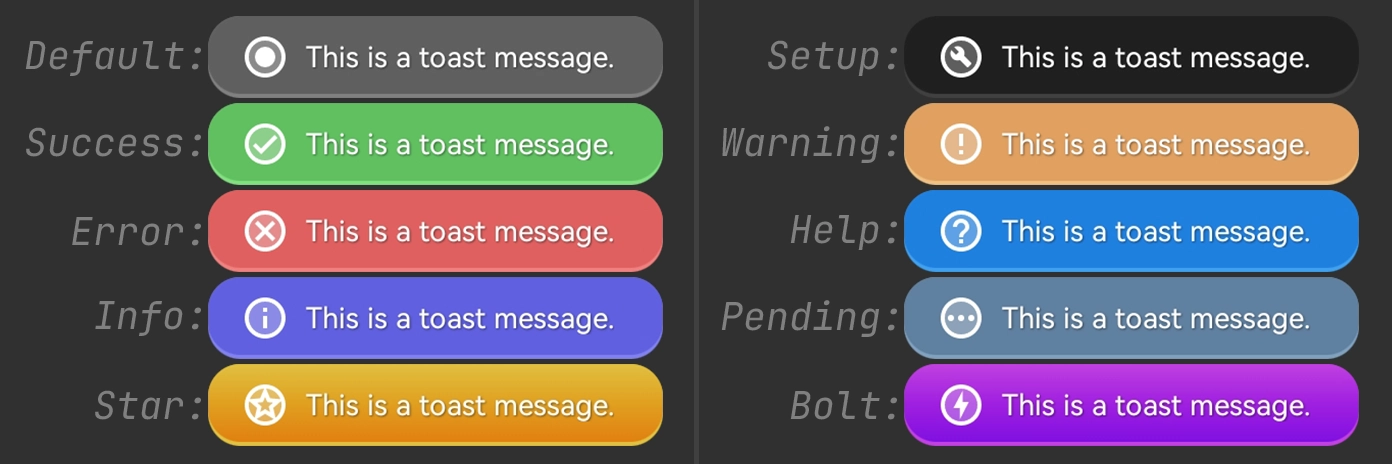 Default: This is a toast message.
Success: This is a toast message.
Error: This is a toast message.
Info: This is a toast message.
Star: This is a toast message.
Setup: This is a toast message.
Warning: This is a toast message.
Help: This is a toast message.
Pending: This is a toast message.
Bolt: This is a toast message.